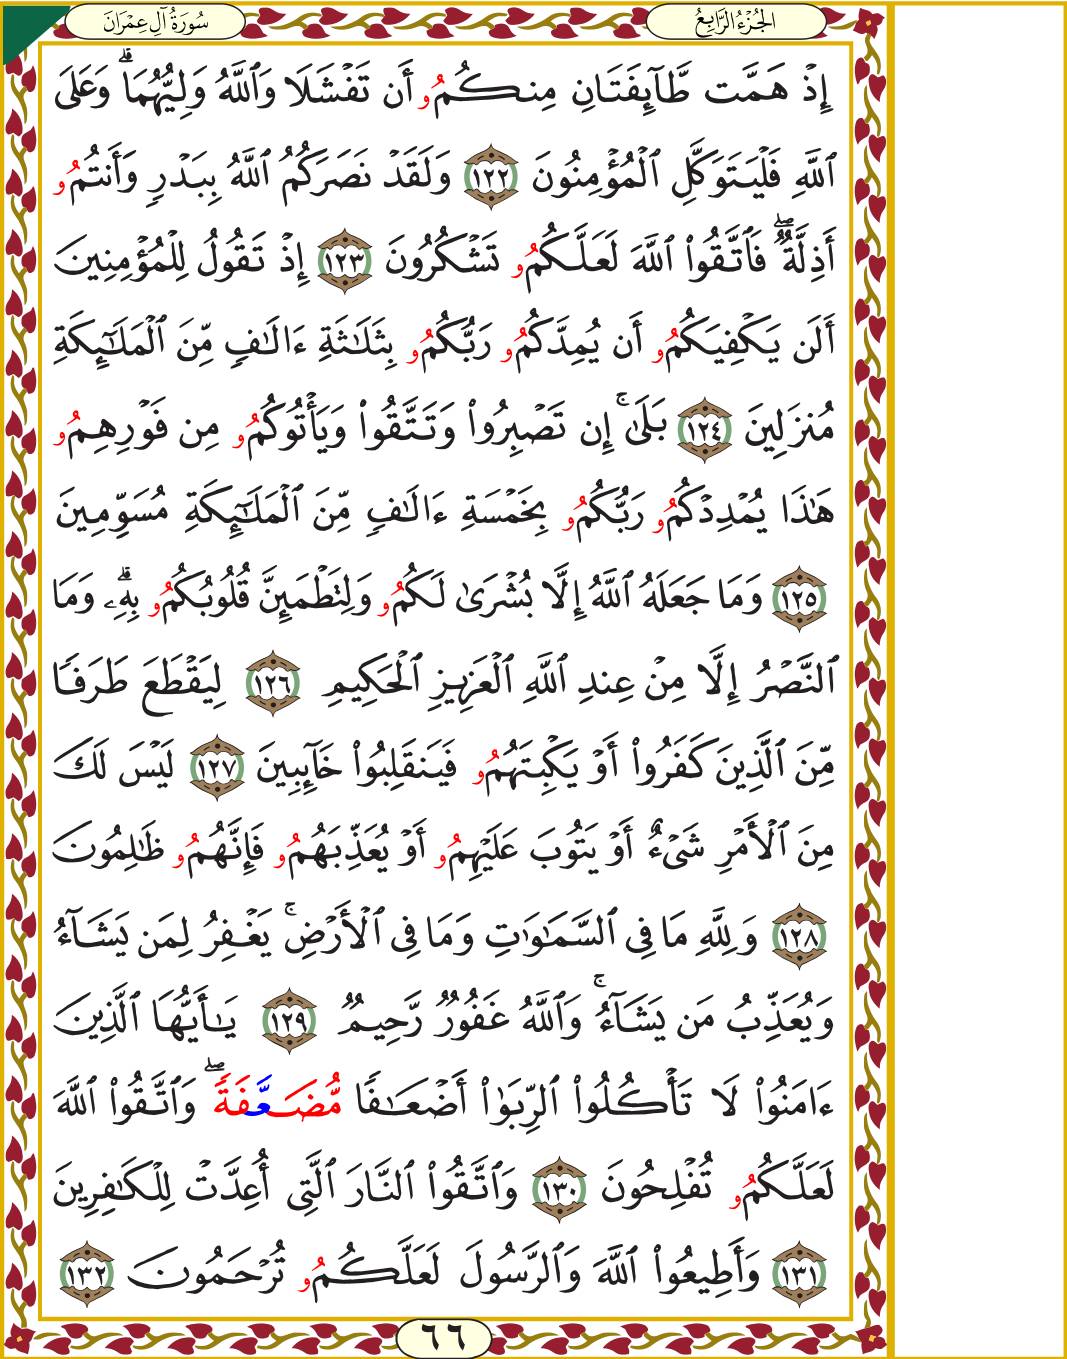 الجُزْءُ الرَّابِعُ
سُورَةُ آلِ عِمْرَانَ
إِذْ هَمَّت طَّآئِفَتَانِ مِنكُمُۥ أَن تَفْشَلَا وَٱللَّهُ وَلِيُّهُمَاۗ وَعَلَى
ٱللَّهِ فَلْيَتَوَكَّلِ ٱلْمُؤْمِنُونَ ١٢٢ وَلَقَدْ نَصَرَكُمُ ٱللَّهُ بِبَدْرٍ وَأَنتُمُۥ
أَذِلَّةٌۖ فَٱتَّقُوا۟ ٱللَّهَ لَعَلَّكُمُۥ تَشْكُرُونَ ١٢٣ إِذْ تَقُولُ لِلْمُؤْمِنِينَ
أَلَن يَكْفِيَكُمُۥ أَن يُمِدَّكُمُۥ رَبُّكُمُۥ بِثَلَٰثَةِ ءَالَٰفٍ مِّنَ ٱلْمَلَٰٓئِكَةِ
مُنزَلِينَ ١٢٤ بَلَىٰٓۚ إِن تَصْبِرُوا۟ وَتَتَّقُوا۟ وَيَأْتُوكُمُۥ مِن فَوْرِهِمُۥ
هَٰذَا يُمْدِدْكُمُۥ رَبُّكُمُۥ بِخَمْسَةِ ءَالَٰفٍ مِّنَ ٱلْمَلَٰٓئِكَةِ مُسَوِّمِينَ
١٢٥ وَمَا جَعَلَهُ ٱللَّهُ إِلَّا بُشْرَىٰ لَكُمُۥ وَلِتَطْمَئِنَّ قُلُوبُكُمُۥ بِهِۦۗ وَمَا
ٱلنَّصْرُ إِلَّا مِنْ عِندِ ٱللَّهِ ٱلْعَزِيزِ ٱلْحَكِيمِ ١٢٦ لِيَقْطَعَ طَرَفًا
مِّنَ ٱلَّذِينَ كَفَرُوا۟ أَوْ يَكْبِتَهُمُۥ فَيَنقَلِبُوا۟ خَآئِبِينَ ١٢٧ لَيْسَ لَكَ
مِنَ ٱلْأَمْرِ شَىْءٌ أَوْ يَتُوبَ عَلَيْهِمُۥ أَوْ يُعَذِّبَهُمُۥ فَإِنَّهُمُۥ ظَٰلِمُونَ
١٢٨ وَلِلَّهِ مَا فِى ٱلسَّمَٰوَٰتِ وَمَا فِى ٱلْأَرْضِۚ يَغْفِرُ لِمَن يَشَآءُ
وَيُعَذِّبُ مَن يَشَآءُۚ وَٱللَّهُ غَفُورٌ رَّحِيمٌ ١٢٩ يَٰٓأَيُّهَا ٱلَّذِينَ
ءَامَنُوا۟ لَا تَأْكُلُوا۟ ٱلرِّبَوٰا۟ أَضْعَٰفًا مُّضَعَّفَةًۖ وَٱتَّقُوا۟ ٱللَّهَ
لَعَلَّكُمُۥ تُفْلِحُونَ ١٣٠ وَٱتَّقُوا۟ ٱلنَّارَ ٱلَّتِى أُعِدَّتْ لِلْكَٰفِرِينَ
١٣١ وَأَطِيعُوا۟ ٱللَّهَ وَٱلرَّسُولَ لَعَلَّكُمُۥ تُرْحَمُونَ ١٣٢
٦٦